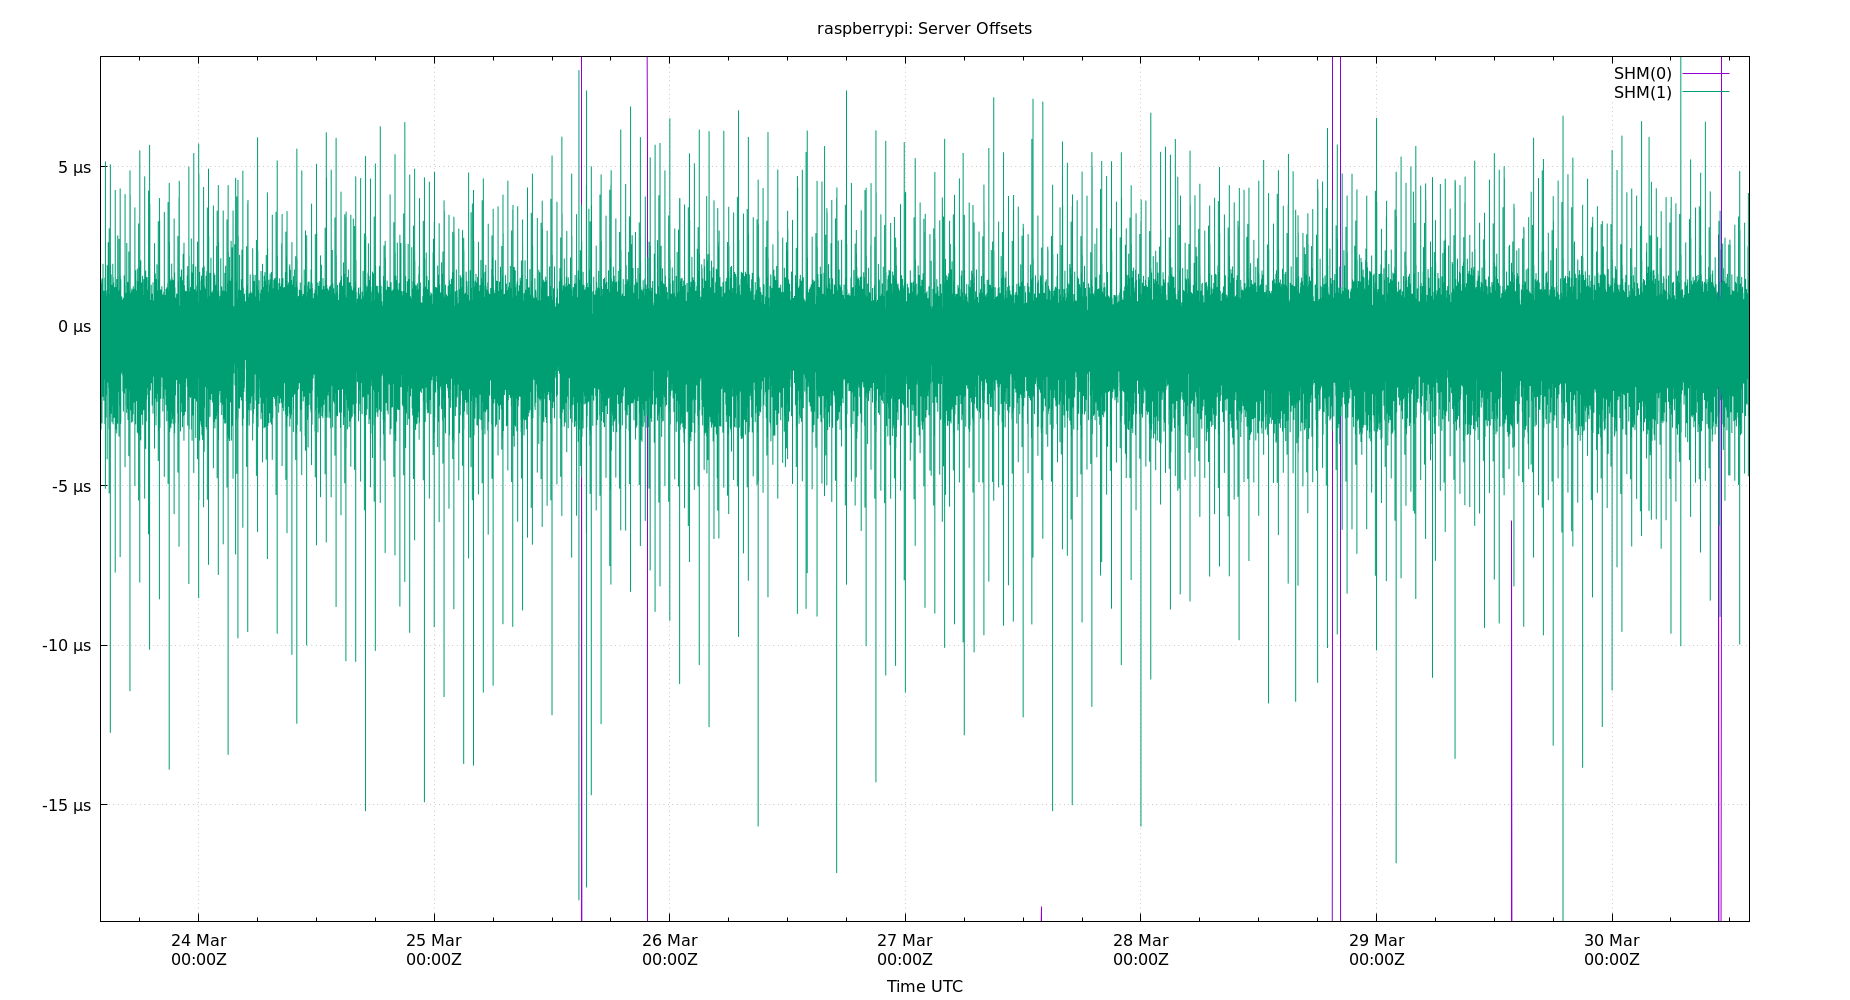 raspberrypi: Server Offsets
SHM(0)
SHM(1)
5 µs
0 µs
-5 µs
-10 µs
-15 µs
24 Mar 25 Mar 26 Mar 27 Mar 28 Mar 29 Mar 30 Mar
00:00Z 00:00Z 00:00Z 00:00Z 00:00Z 00:00Z 00:00Z
Time UTC